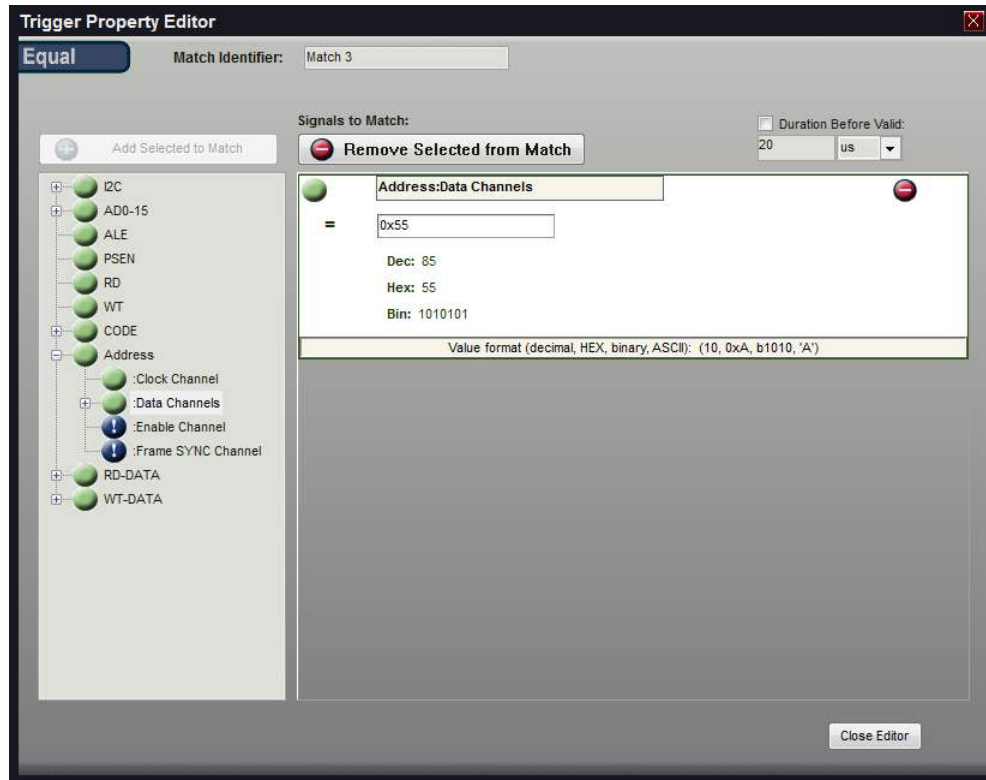 Trigger Property Editor
Equal
Match Identifier:
Match 3
Signals to Match:
Duration Before Valid:
Add Selected to Match
Remove Selected from Match
20
us
I2C
AD0-15
ALE
PSEN
RD
WT
CODE
Address
:Clock Channel
:Data Channels
:Enable Channel
:Frame SYNC Channel
RD-DATA
WT-DATA
Address:Data Channels
=
0x55
Dec: 85
Hex: 55
Bin: 1010101
Value format (decimal, HEX, binary, ASCII): (10, 0xA, b1010, 'A')
Close Editor